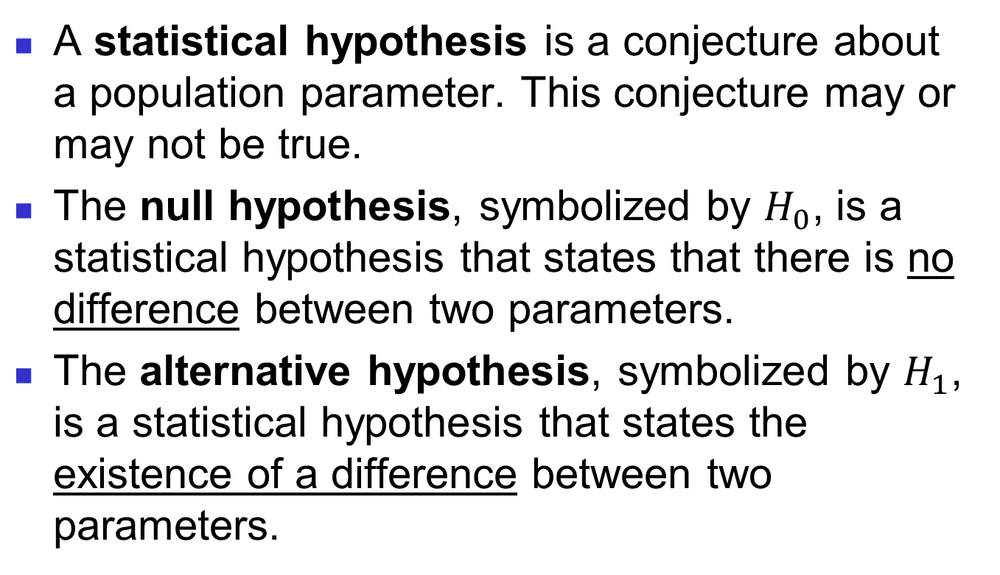 ▪ A statistical hypothesis is a conjecture about
a population parameter. This conjecture may or
may not be true.
▪ The null hypothesis, symbolized by H₀, is a
statistical hypothesis that states that there is no
difference between two parameters.
▪ The alternative hypothesis, symbolized by H₁,
is a statistical hypothesis that states the
existence of a difference between two
parameters.